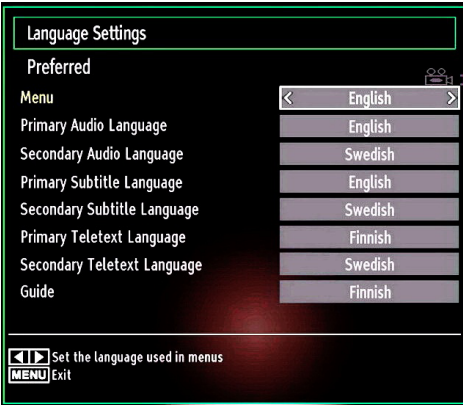 Language Settings
Preferred
Menu < English >
Primary Audio Language English
Secondary Audio Language Swedish
Primary Subtitle Language English
Secondary Subtitle Language Swedish
Primary Teletext Language Finnish
Secondary Teletext Language Swedish
Guide Finnish
Set the language used in menus
MENU Exit